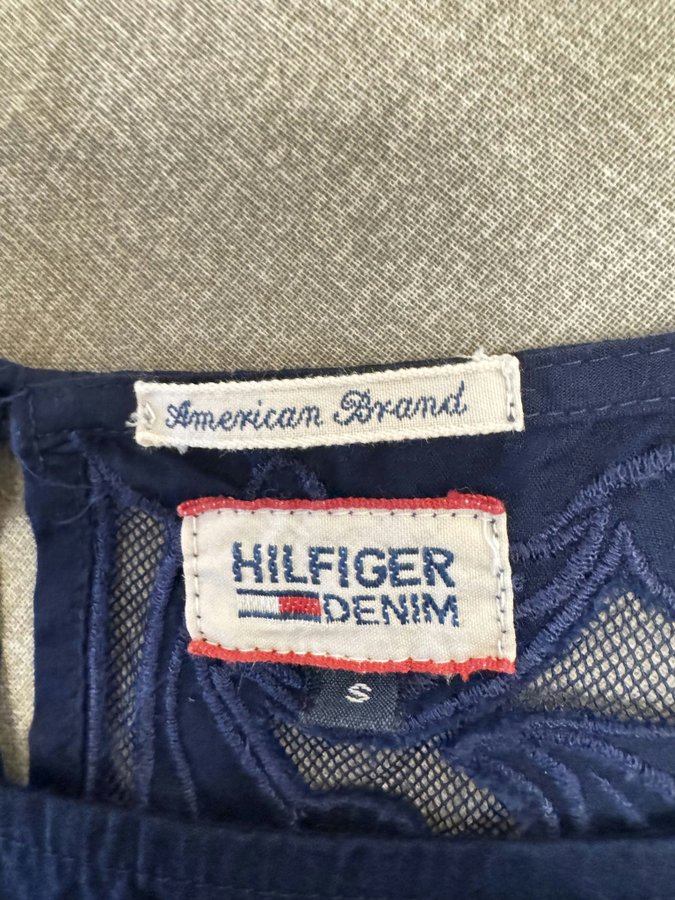 American Brand
HILFIGER
DENIM
S